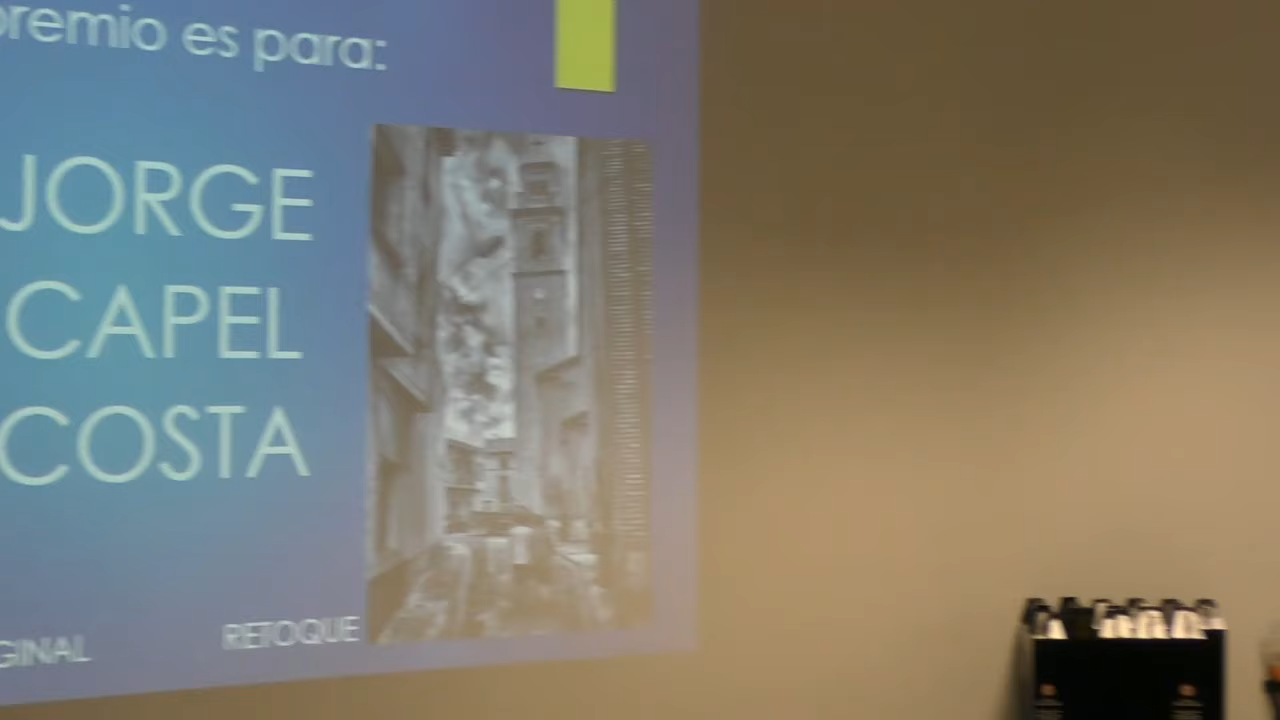 premio es para:
JORGE
CAPEL
COSTA
GINAL
RETOQUE